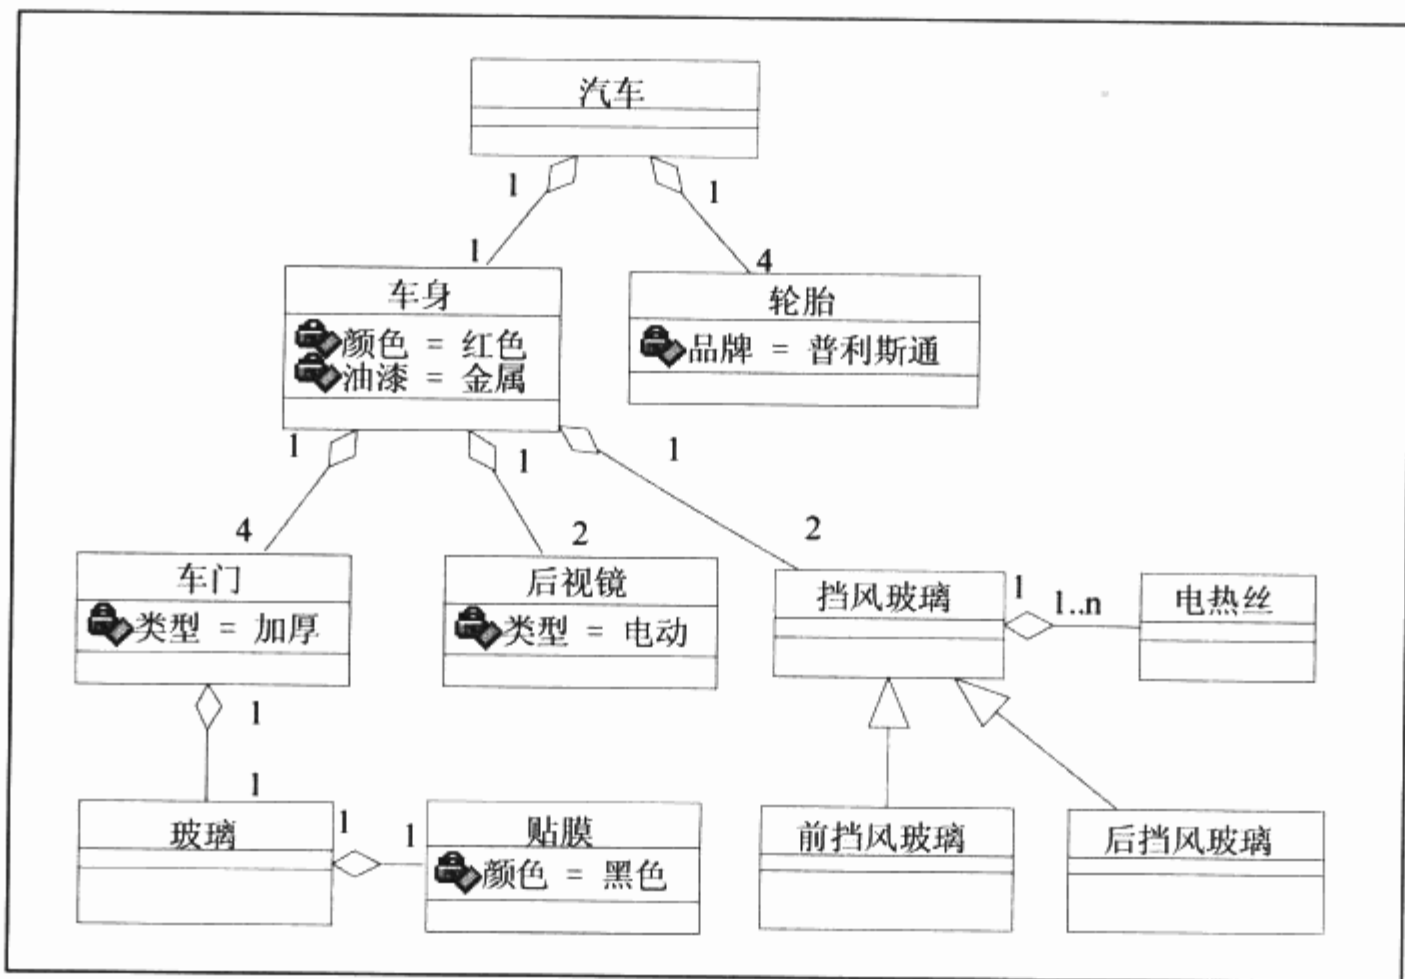 汽车
1 1
1 4
车身
颜色 = 红色
油漆 = 金属
轮胎
品牌 = 普利斯通
1 1 1
4 2 2
车门
类型 = 加厚
后视镜
类型 = 电动
挡风玻璃
1 1..n
电热丝
1
1
玻璃
1 1
贴膜
颜色 = 黑色
前挡风玻璃
后挡风玻璃